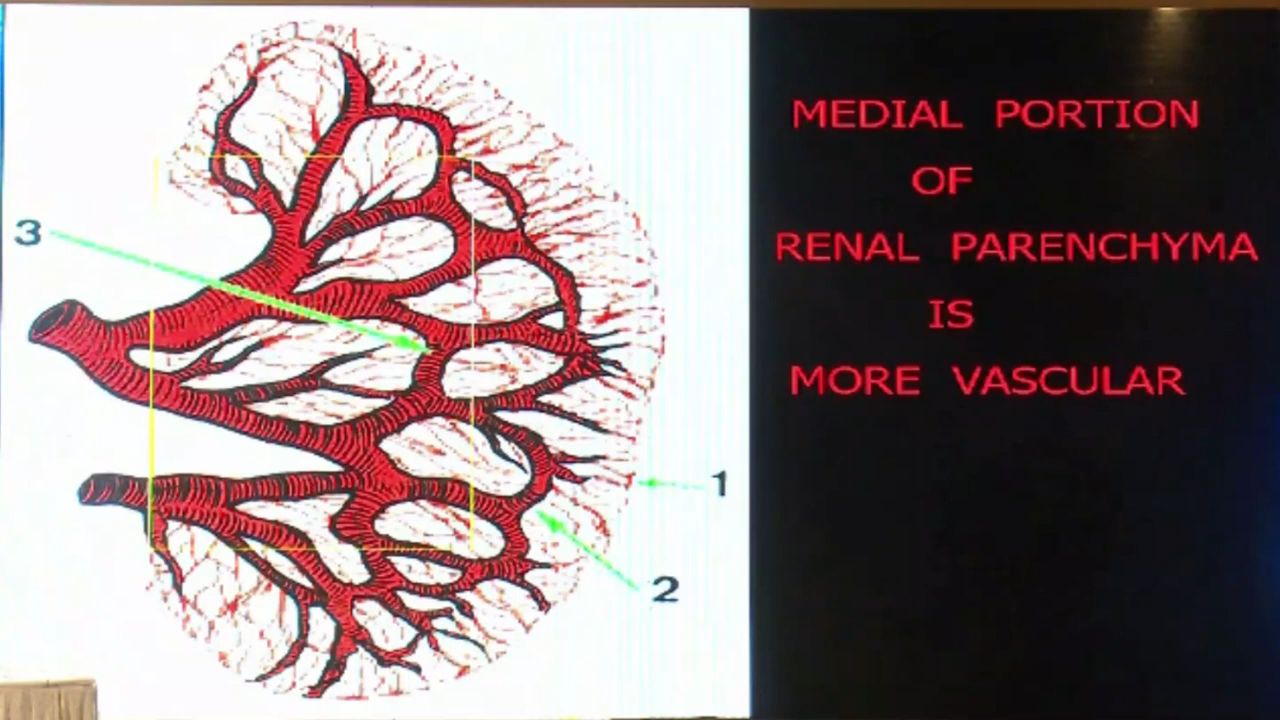 3
1
2
MEDIAL PORTION
OF
RENAL PARENCHYMA
IS
MORE VASCULAR